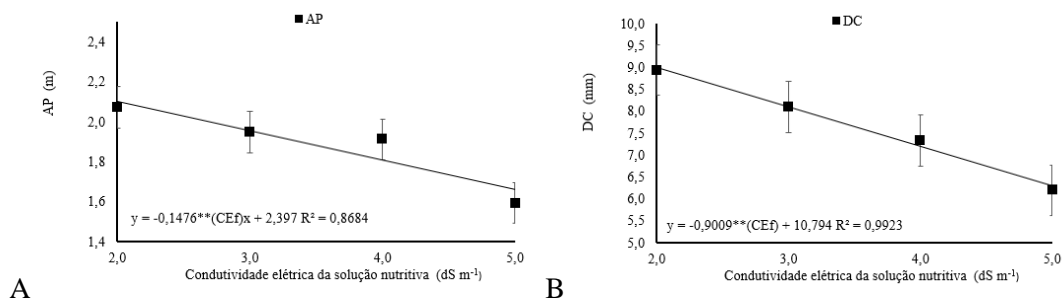 AP
2,4
2,2
2,0
1,8
1,6
1,4
AP (m)
y = -0,1476**(CEf)x + 2,397 R² = 0,8684
2,0 3,0 4,0 5,0
Condutividade elétrica da solução nutritiva (dS m⁻¹)
A
DC
10,0
9,5
9,0
8,5
8,0
7,5
7,0
6,5
6,0
5,5
5,0
DC (mm)
y = -0,9009**(CEf) + 10,794 R² = 0,9923
2,0 3,0 4,0 5,0
Condutividade elétrica da solução nutritiva (dS m⁻¹)
B